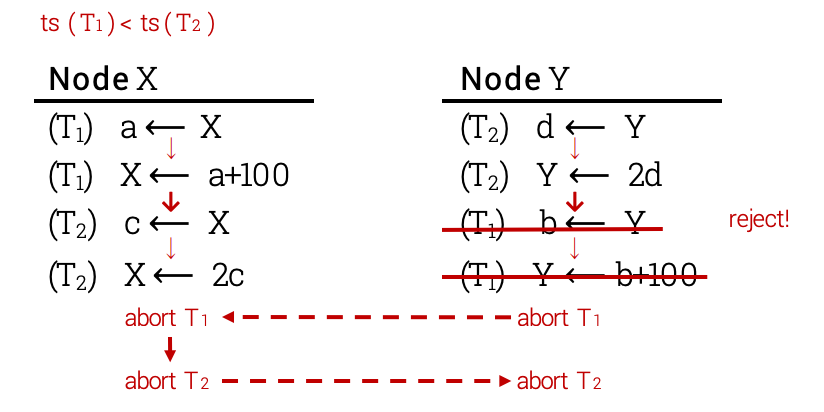 ts (T1) < ts(T2)
Node X
(T1) a ← X
(T1) X ← a+100
(T2) c ← X
(T2) X ← 2c
abort T1
abort T2
Node Y
(T2) d ← Y
(T2) Y ← 2d
(T1) b ← Y
reject!
(T1) Y ← b+100
abort T1
abort T2